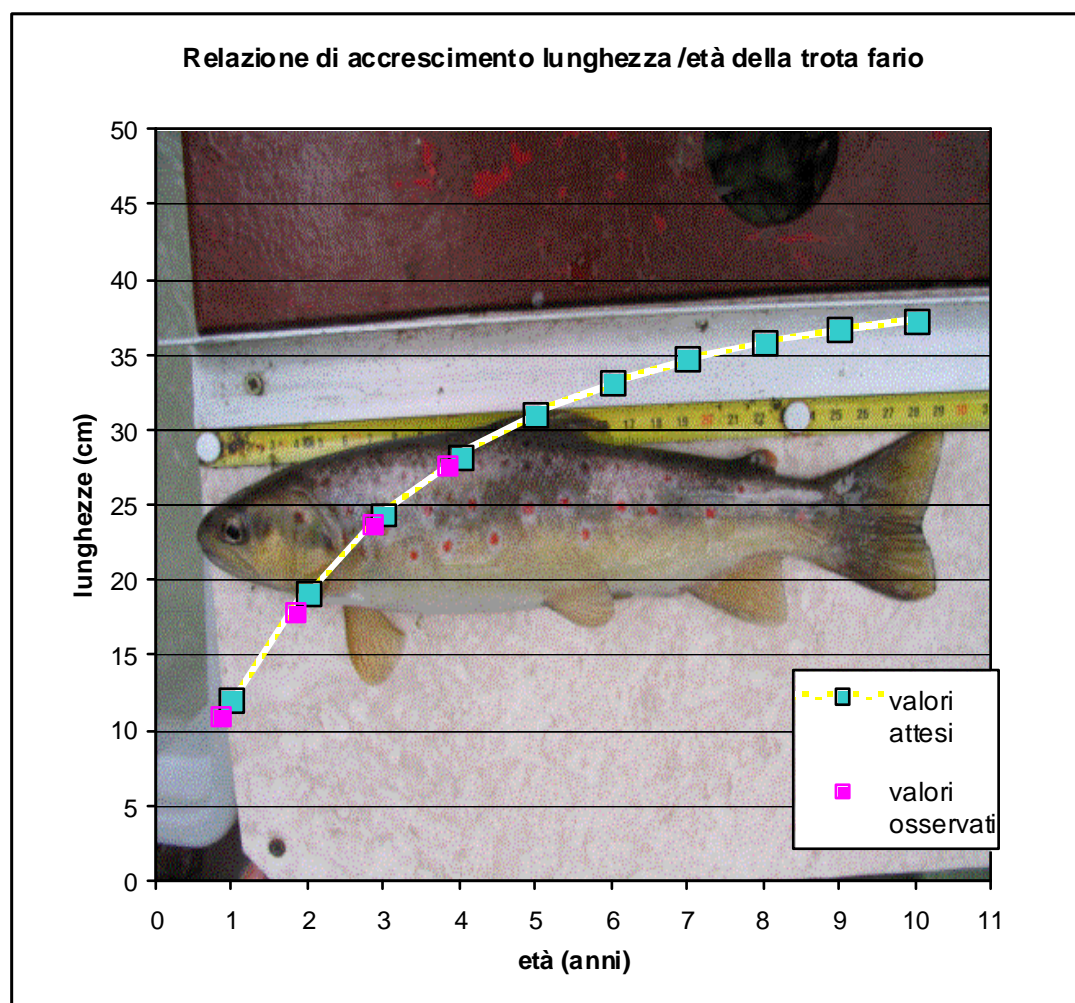 Relazione di accrescimento lunghezza /età della trota fario
50
45
40
35
30
25
20
15
10
5
0
lunghezze (cm)
0 1 2 3 4 5 6 7 8 9 10 11
età (anni)
valori
attesi
valori
osservati